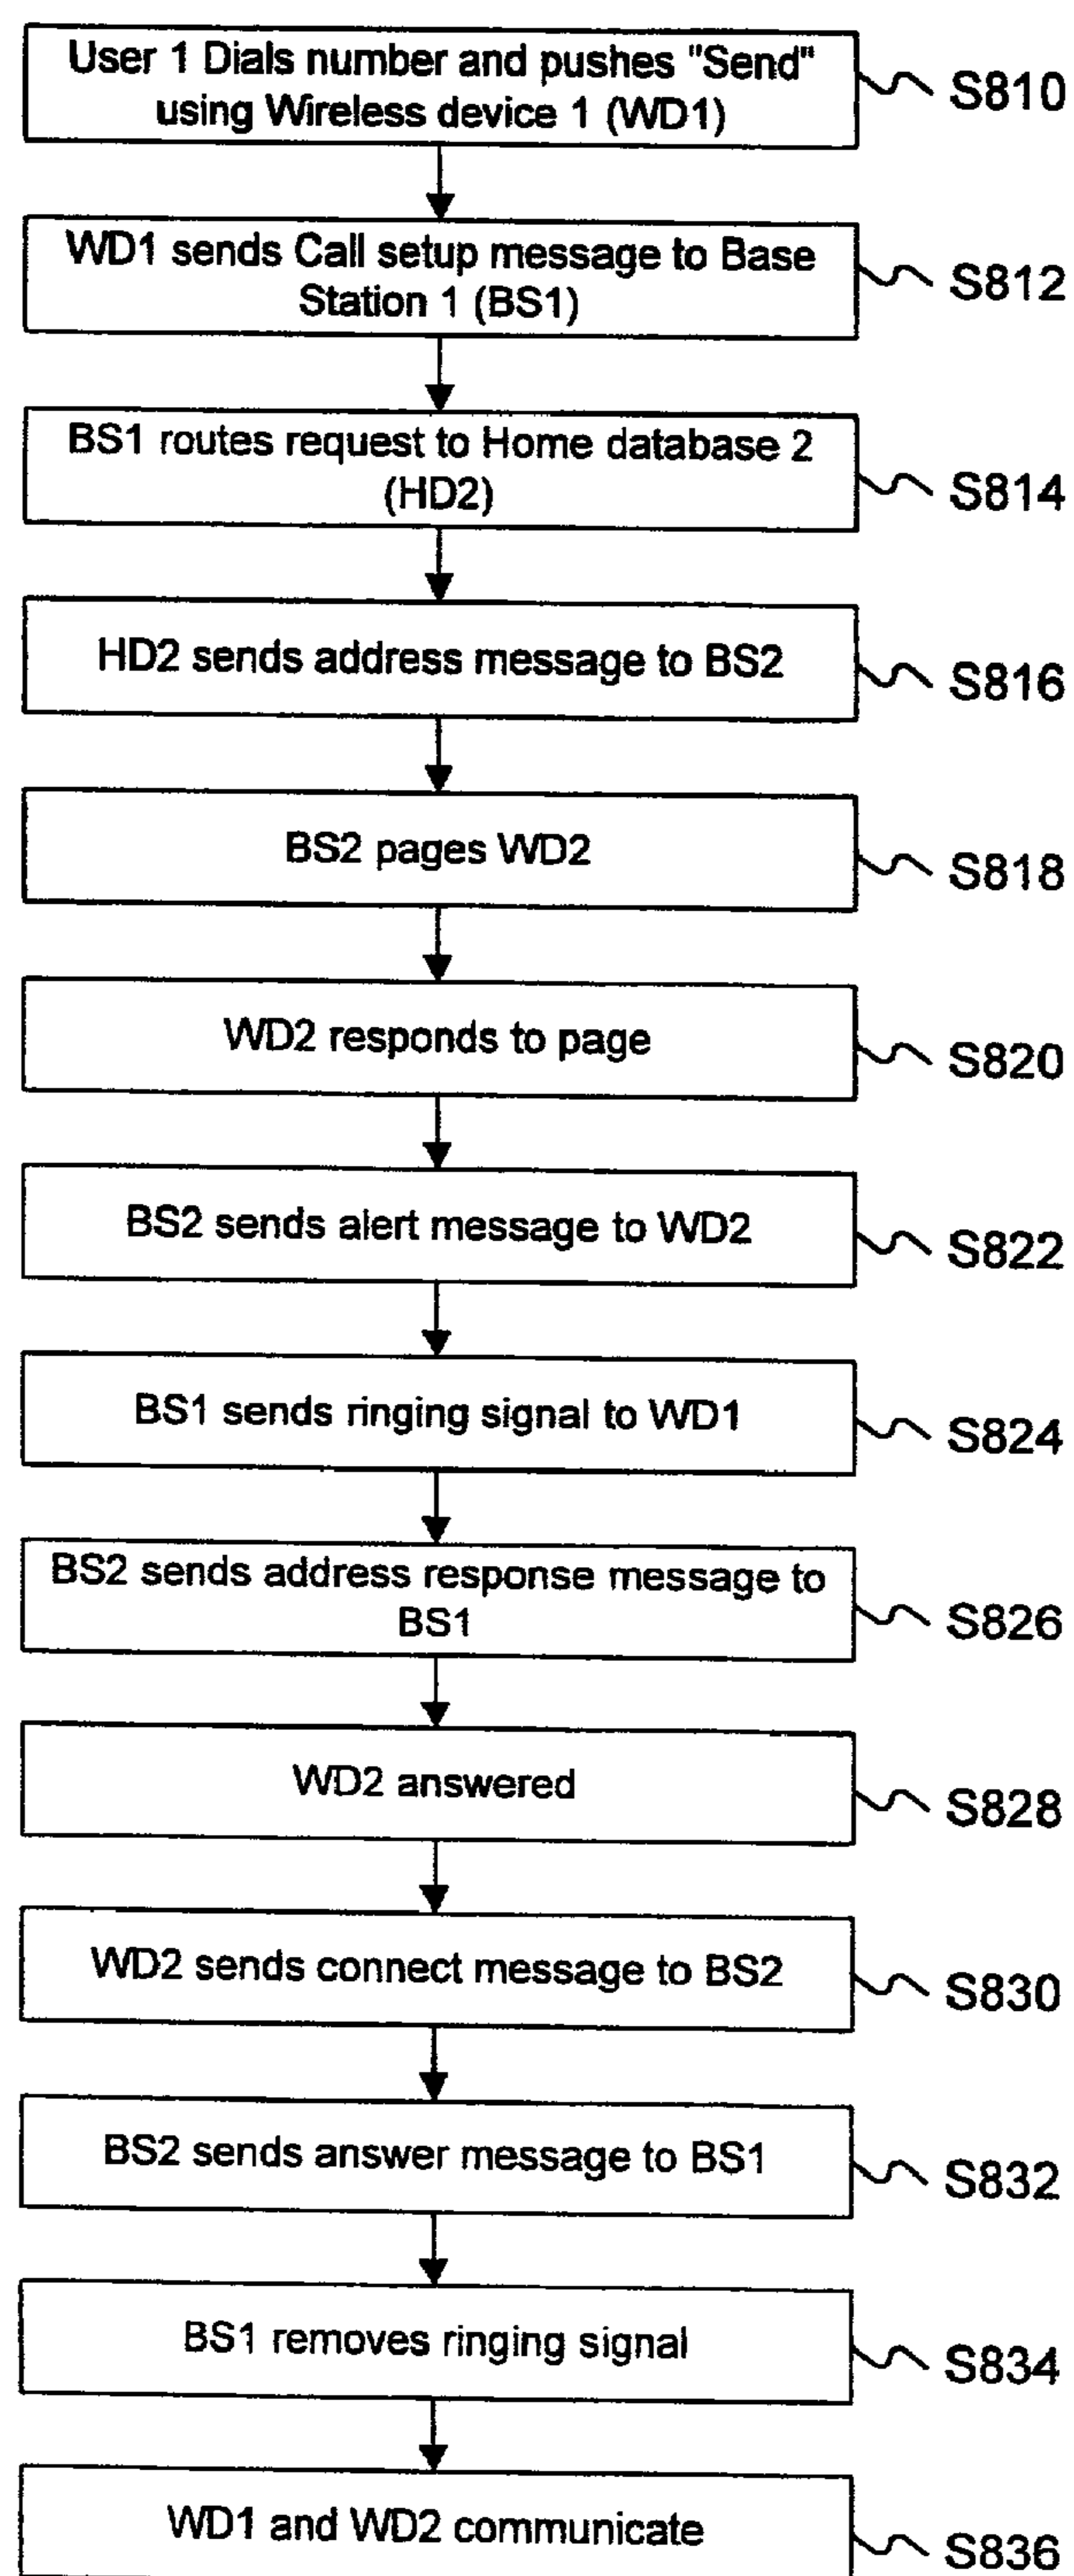 User 1 Dials number and pushes "Send"
using Wireless device 1 (WD1)
S810
WD1 sends Call setup message to Base
Station 1 (BS1)
S812
BS1 routes request to Home database 2
(HD2)
S814
HD2 sends address message to BS2
S816
BS2 pages WD2
S818
WD2 responds to page
S820
BS2 sends alert message to WD2
S822
BS1 sends ringing signal to WD1
S824
BS2 sends address response message to
BS1
S826
WD2 answered
S828
WD2 sends connect message to BS2
S830
BS2 sends answer message to BS1
S832
BS1 removes ringing signal
S834
WD1 and WD2 communicate
S836